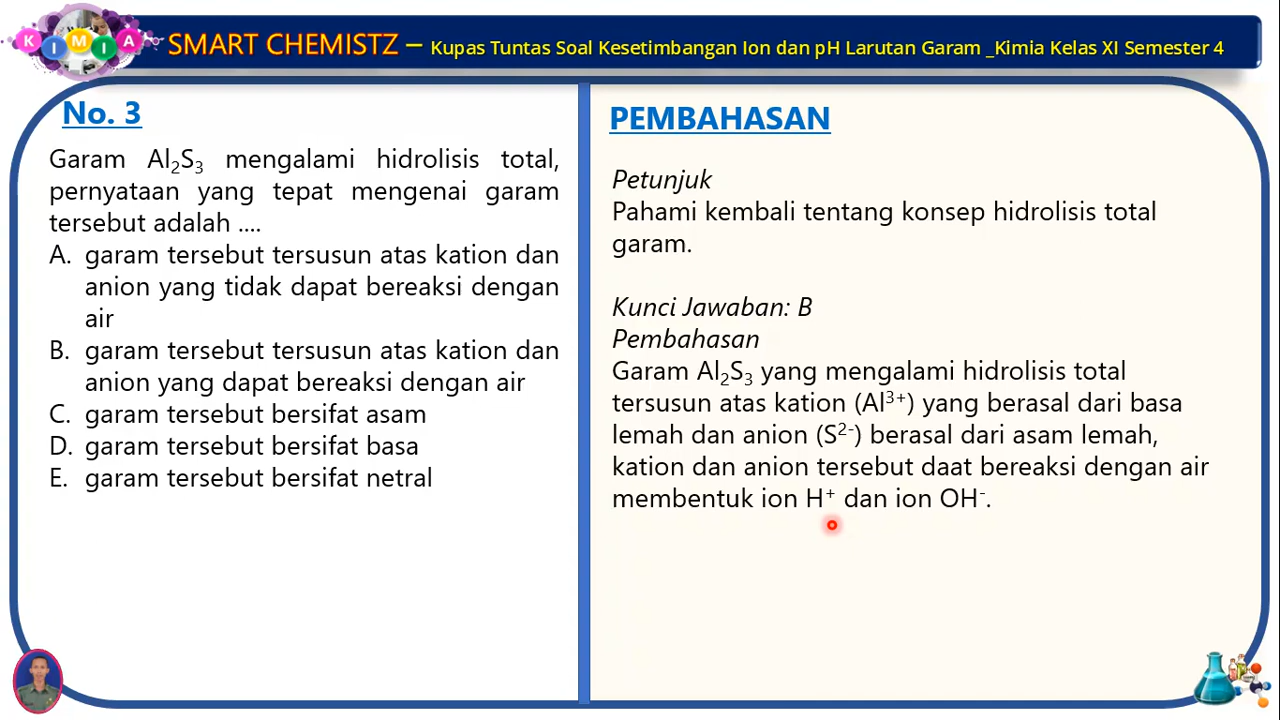 KIMIA SMART CHEMISTZ – Kupas Tuntas Soal Kesetimbangan Ion dan pH Larutan Garam _Kimia Kelas XI Semester 4
No. 3
Garam Al₂S₃ mengalami hidrolisis total,
pernyataan yang tepat mengenai garam
tersebut adalah ....
A. garam tersebut tersusun atas kation dan
anion yang tidak dapat bereaksi dengan
air
B. garam tersebut tersusun atas kation dan
anion yang dapat bereaksi dengan air
C. garam tersebut bersifat asam
D. garam tersebut bersifat basa
E. garam tersebut bersifat netral
PEMBAHASAN
Petunjuk
Pahami kembali tentang konsep hidrolisis total
garam.
Kunci Jawaban: B
Pembahasan
Garam Al₂S₃ yang mengalami hidrolisis total
tersusun atas kation (Al³⁺) yang berasal dari basa
lemah dan anion (S²⁻) berasal dari asam lemah,
kation dan anion tersebut daat bereaksi dengan air
membentuk ion H⁺ dan ion OH⁻.